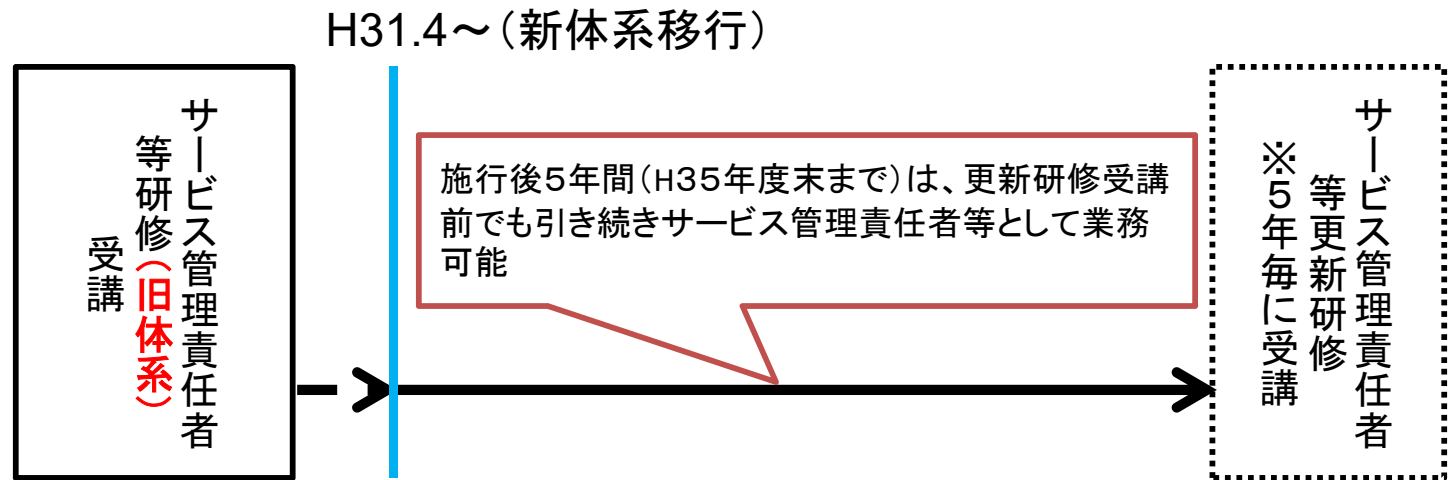 H31.4～（新体系移行）
サービス管理責任者
等研修（旧体系）
受講
施行後５年間（H３５年度末まで）は、更新研修受講
前でも引き続きサービス管理責任者等として業務
可能
サービス管理責任者
等更新研修
※５年毎に受講